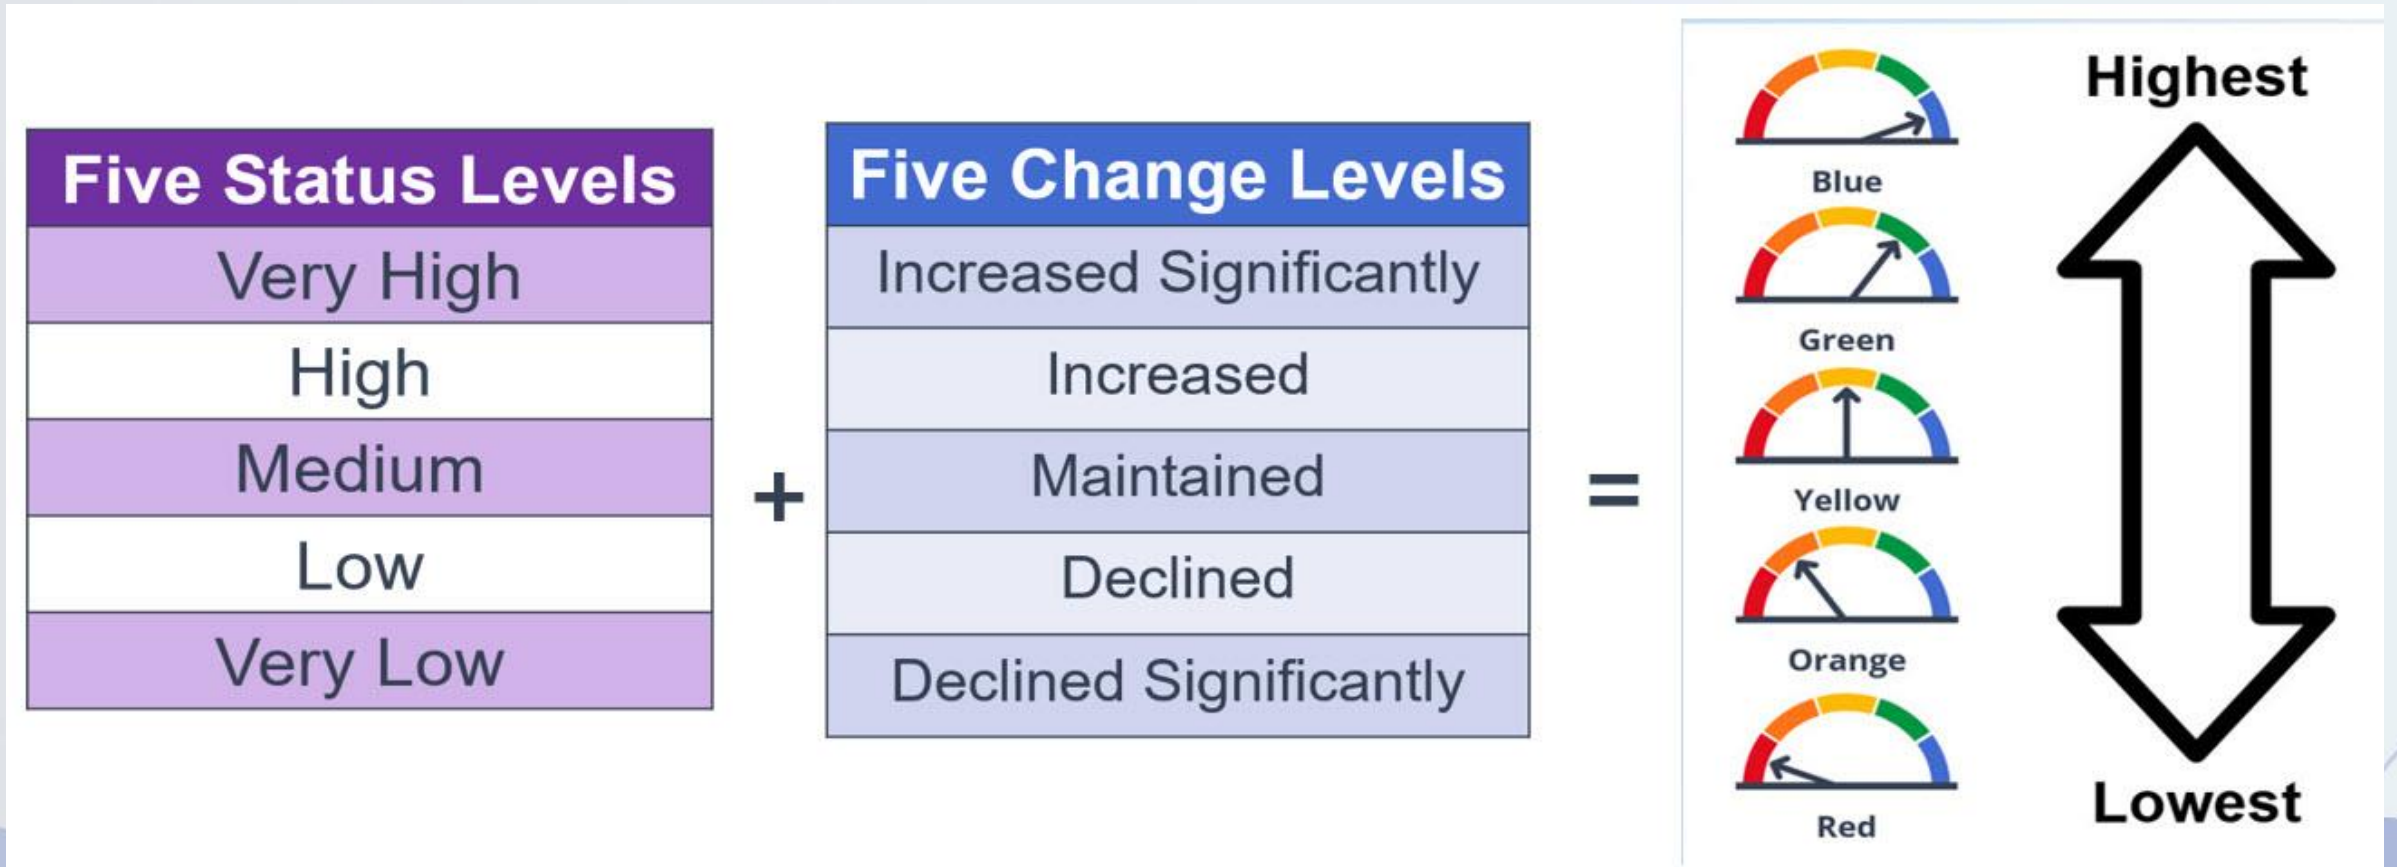 Five Status Levels
Very High
High
Medium
Low
Very Low
+
Five Change Levels
Increased Significantly
Increased
Maintained
Declined
Declined Significantly
=
Blue
Green
Yellow
Orange
Red
Highest
Lowest